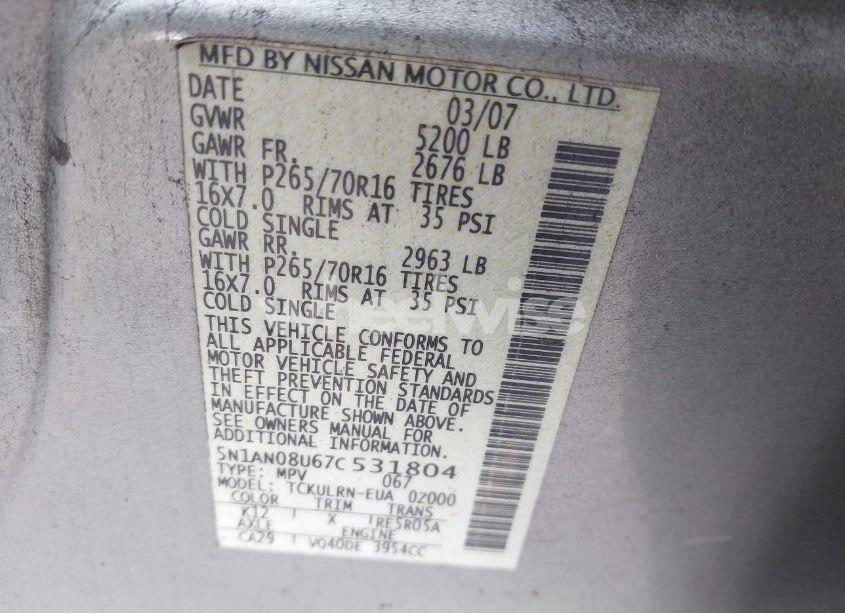 MFD BY NISSAN MOTOR CO., LTD.
DATE 03/07
GVWR 5200 LB
GAWR FR. 2676 LB
WITH P265/70R16 TIRES
16X7.0 RIMS AT 35 PSI
COLD SINGLE
GAWR RR. 2963 LB
WITH P265/70R16 TIRES
16X7.0 RIMS AT 35 PSI
COLD SINGLE
THIS VEHICLE CONFORMS TO
ALL APPLICABLE FEDERAL
MOTOR VEHICLE SAFETY AND
THEFT PREVENTION STANDARDS
IN EFFECT ON THE DATE OF
MANUFACTURE SHOWN ABOVE.
SEE OWNERS MANUAL FOR
ADDITIONAL INFORMATION.
5N1AN08U67C531804
TYPE: MPV 067
MODEL: TCKULRN-EUA 02000
COLOR TRIM TRANS
K12 X RE5R05A
AXLE ENGINE
CA29 VQ40DE 3954CC